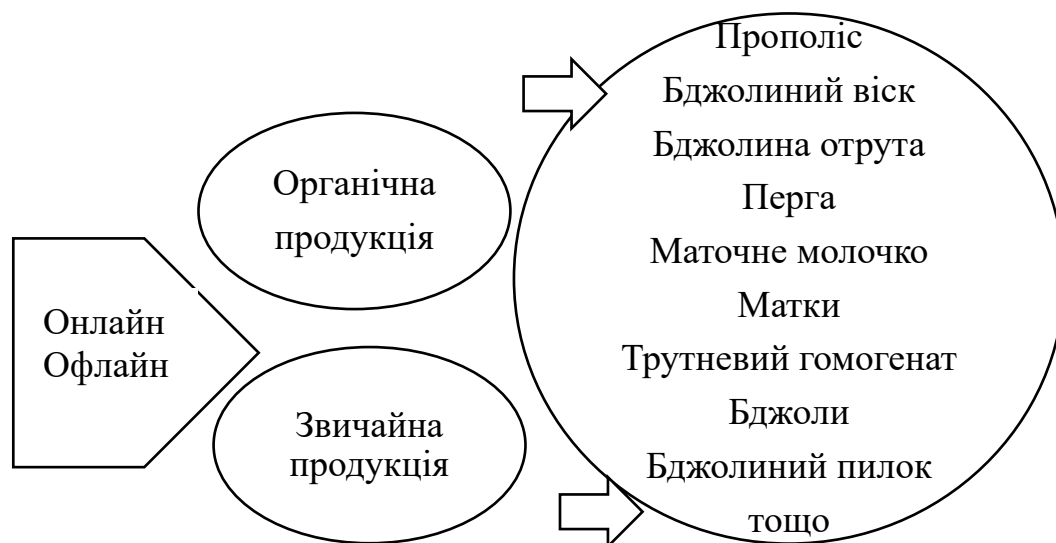 Онлайн
Офлайн
Органічна
продукція
Звичайна
продукція
Прополіс
Бджолиний віск
Бджолина отрута
Перга
Маточне молочко
Матки
Трутневий гомогенат
Бджоли
Бджолиний пилок
тощо